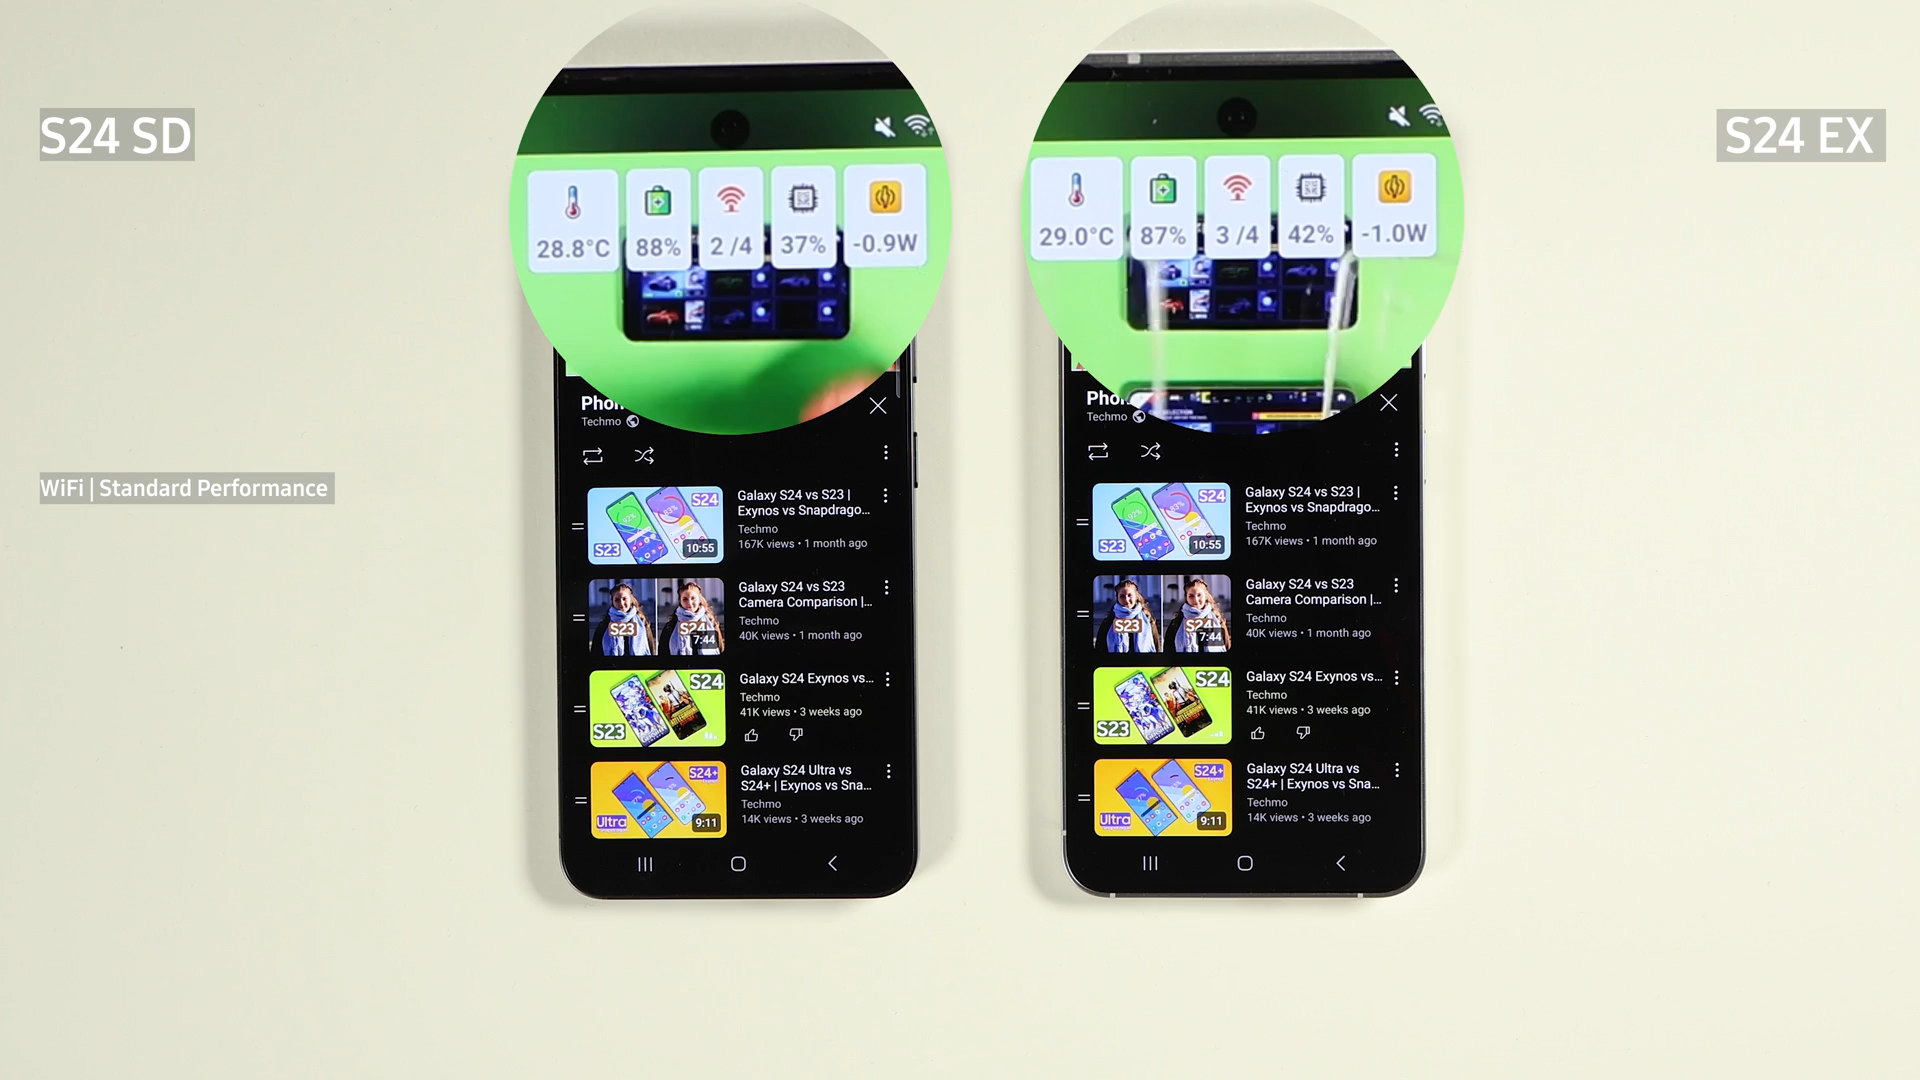 S24 SD
S24 EX
WiFi | Standard Performance
28.8°C
88%
2 /4
37%
-0.9W
29.0°C
87%
3 /4
42%
-1.0W
Techmo
S24
S23
10:55
Galaxy S24 vs S23 |
Exynos vs Snapdrago...
Techmo
167K views • 1 month ago
S23
S24
7:44
Galaxy S24 vs S23
Camera Comparison |...
Techmo
40K views • 1 month ago
S24
S23
Galaxy S24 Exynos vs...
Techmo
41K views • 3 weeks ago
S24+
Ultra
9:11
Galaxy S24 Ultra vs
S24+ | Exynos vs Sna...
Techmo
14K views • 3 weeks ago
Techmo
S24
S23
10:55
Galaxy S24 vs S23 |
Exynos vs Snapdrago...
Techmo
167K views • 1 month ago
S23
S24
7:44
Galaxy S24 vs S23
Camera Comparison |...
Techmo
40K views • 1 month ago
S24
S23
Galaxy S24 Exynos vs...
Techmo
41K views • 3 weeks ago
S24+
Ultra
9:11
Galaxy S24 Ultra vs
S24+ | Exynos vs Sna...
Techmo
14K views • 3 weeks ago